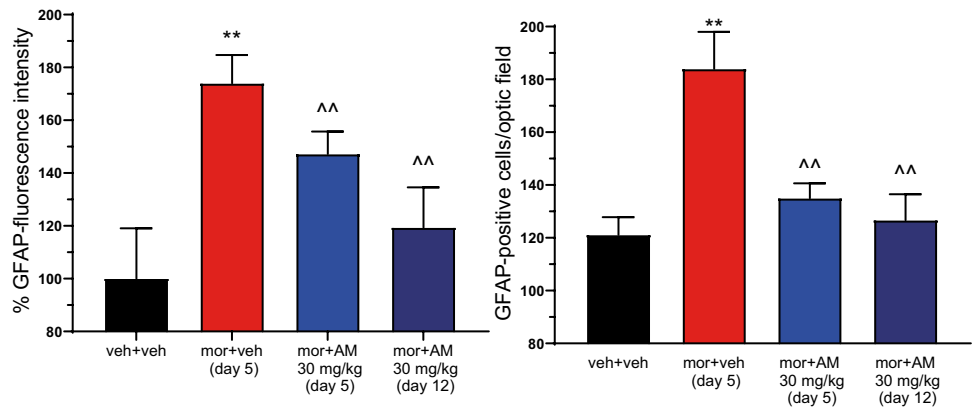 % GFAP-fluorescence intensity
200
180
160
140
120
100
80
**
^^
^^
veh+veh
mor+veh
(day 5)
mor+AM
30 mg/kg
(day 5)
mor+AM
30 mg/kg
(day 12)
GFAP-positive cells/optic field
200
180
160
140
120
100
80
**
^^
^^
veh+veh
mor+veh
(day 5)
mor+AM
30 mg/kg
(day 5)
mor+AM
30 mg/kg
(day 12)